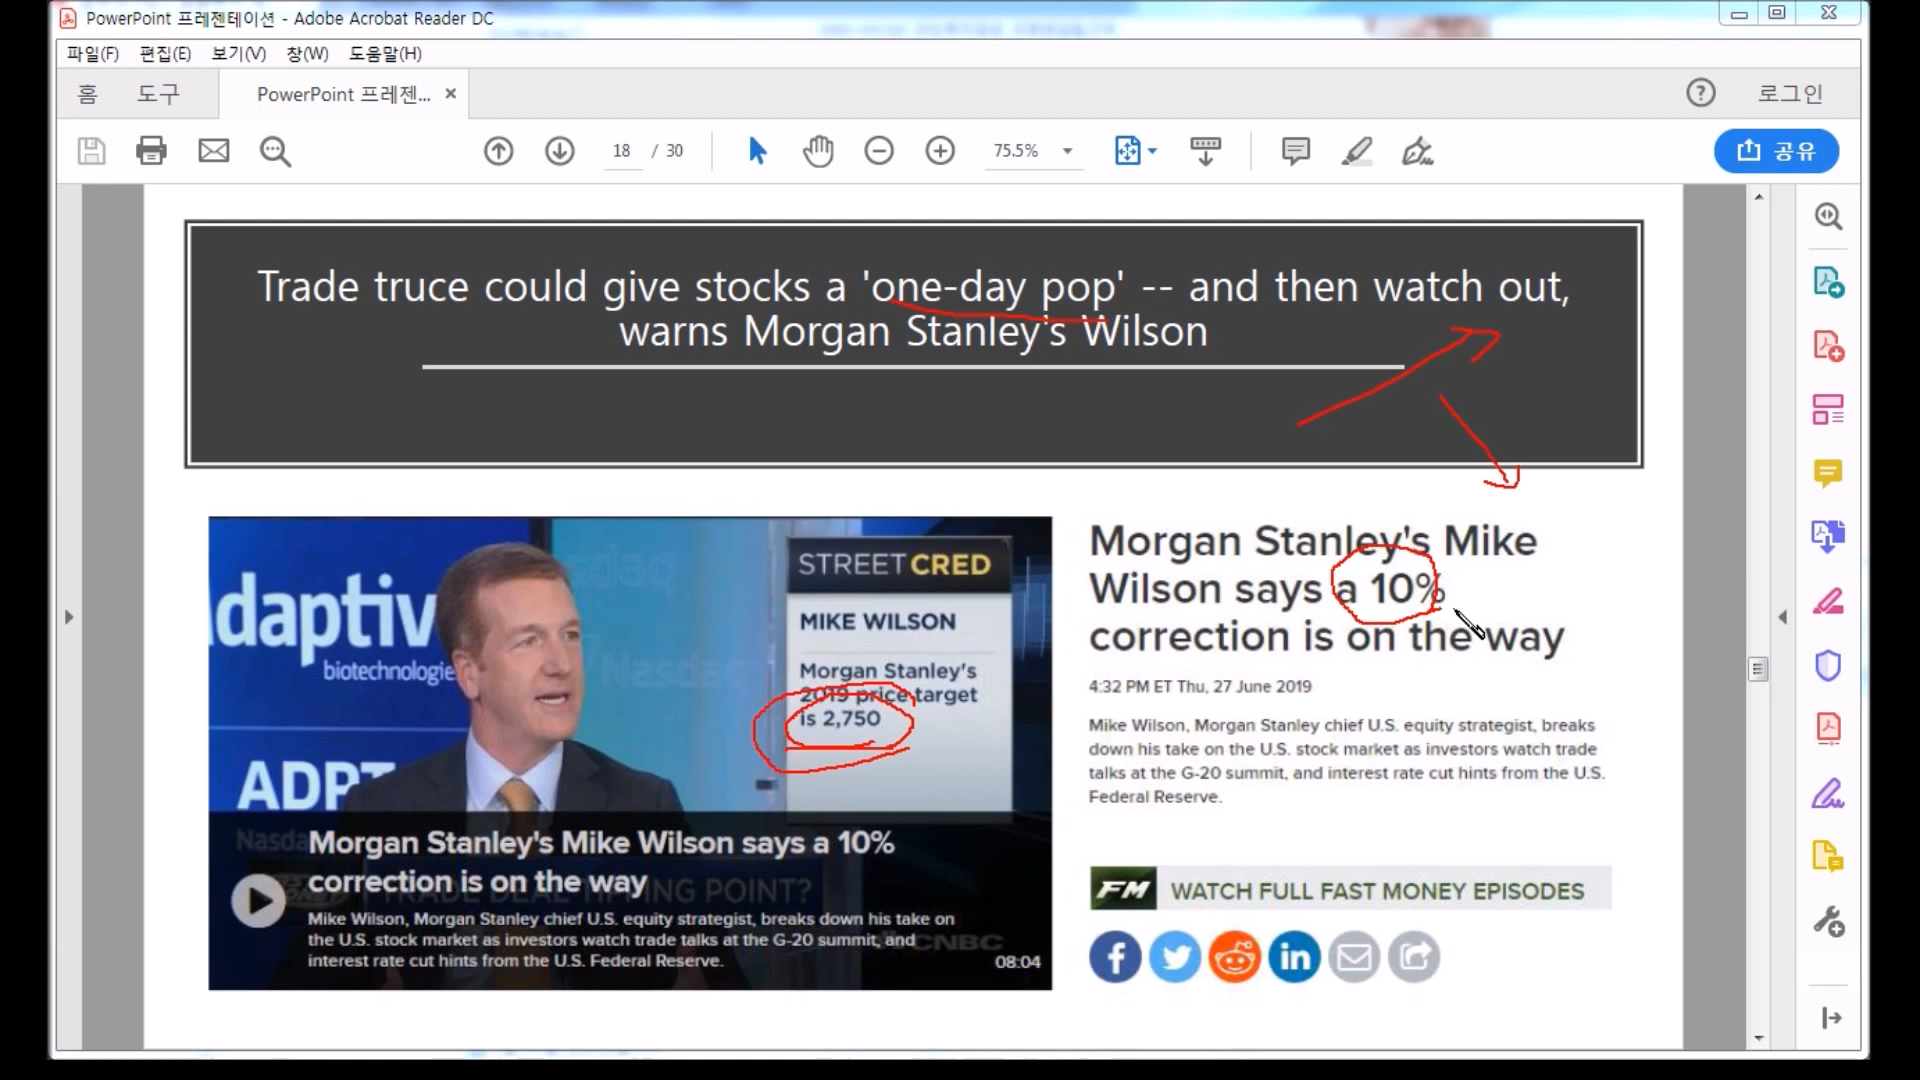 PowerPoint 프레젠테이션 - Adobe Acrobat Reader DC
파일(F) 편집(E) 보기(V) 창(W) 도움말(H)
홈 도구 PowerPoint 프레젠... × 로그인
18 / 30 75.5% 공유
Trade truce could give stocks a 'one-day pop' -- and then watch out,
warns Morgan Stanley's Wilson
daptiv
biotechnologie
ADPT
Nasda
STREETCRED
MIKE WILSON
Morgan Stanley's
2019 price target
is 2,750
Morgan Stanley's Mike Wilson says a 10%
correction is on the way
TRADE DEAL TIPPING POINT?
Mike Wilson, Morgan Stanley chief U.S. equity strategist, breaks down his take on
the U.S. stock market as investors watch trade talks at the G-20 summit, and
interest rate cut hints from the U.S. Federal Reserve.
CNBC
08:04
Morgan Stanley's Mike
Wilson says a 10%
correction is on the way
4:32 PM ET Thu, 27 June 2019
Mike Wilson, Morgan Stanley chief U.S. equity strategist, breaks
down his take on the U.S. stock market as investors watch trade
talks at the G-20 summit, and interest rate cut hints from the U.S.
Federal Reserve.
FM WATCH FULL FAST MONEY EPISODES